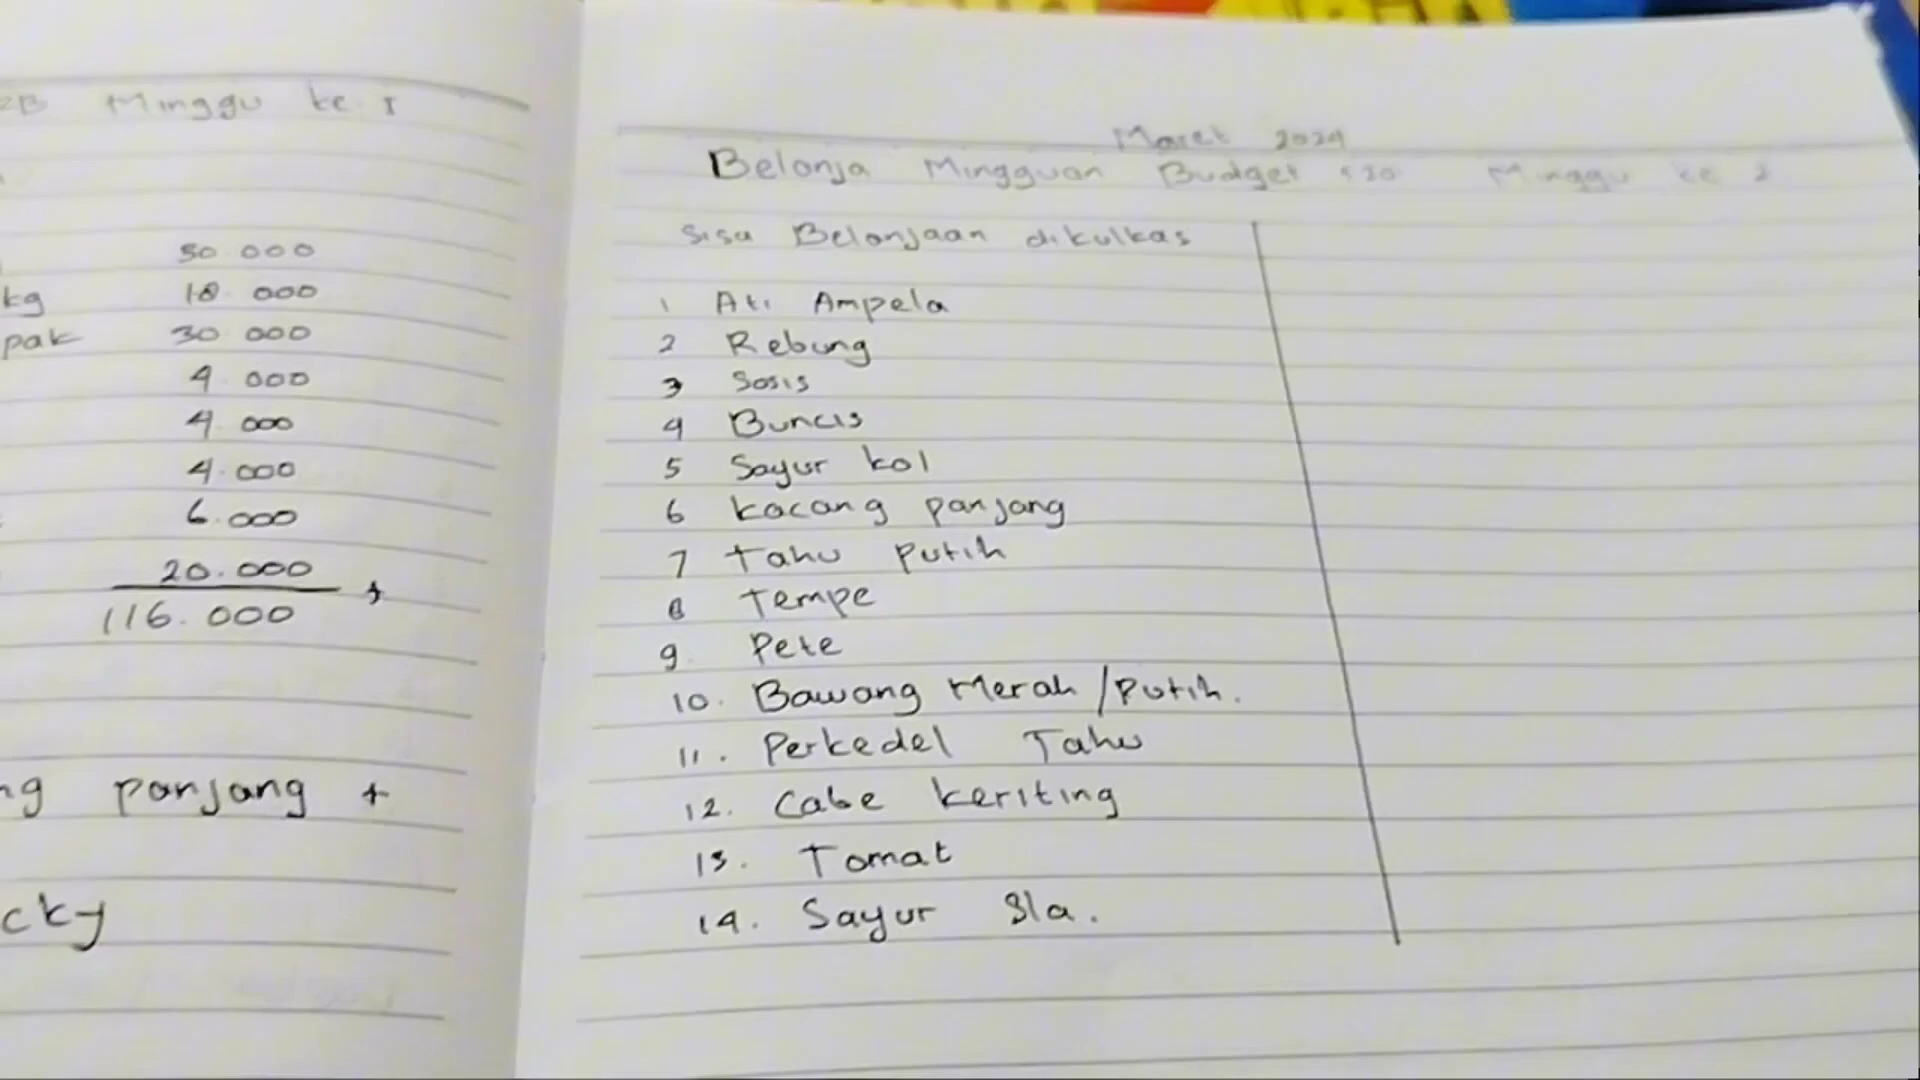 Minggu ke I
50 000
kg 18 000
pak 30 000
4 000
4 000
4.000
6.000
20.000 +
116.000
ng panjang +
cky
Maret 2024
Belanja Mingguan Budget Minggu ke 2
Sisa Belanjaan dikulkas
1 Ati Ampela
2 Rebung
3 Sosis
4 Buncis
5 Sayur kol
6 kacang panjang
7 Tahu Putih
8 Tempe
9. Pete
10. Bawang Merah / Putih.
11. Perkedel Tahu
12. Cabe keriting
13. Tomat
14. Sayur Sla.